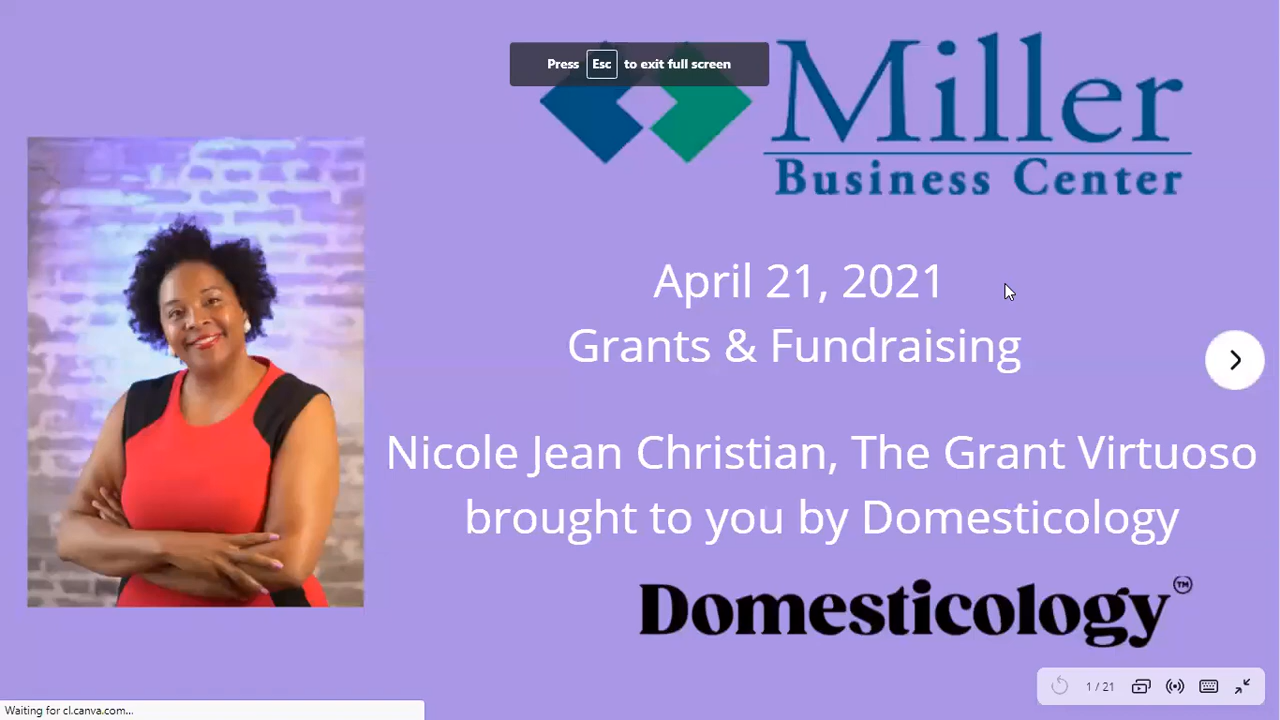 Press Esc to exit full screen
Miller
Business Center
April 21, 2021
Grants & Fundraising
Nicole Jean Christian, The Grant Virtuoso
brought to you by Domesticology
Domesticology™
1 / 21
Waiting for cl.canva.com...